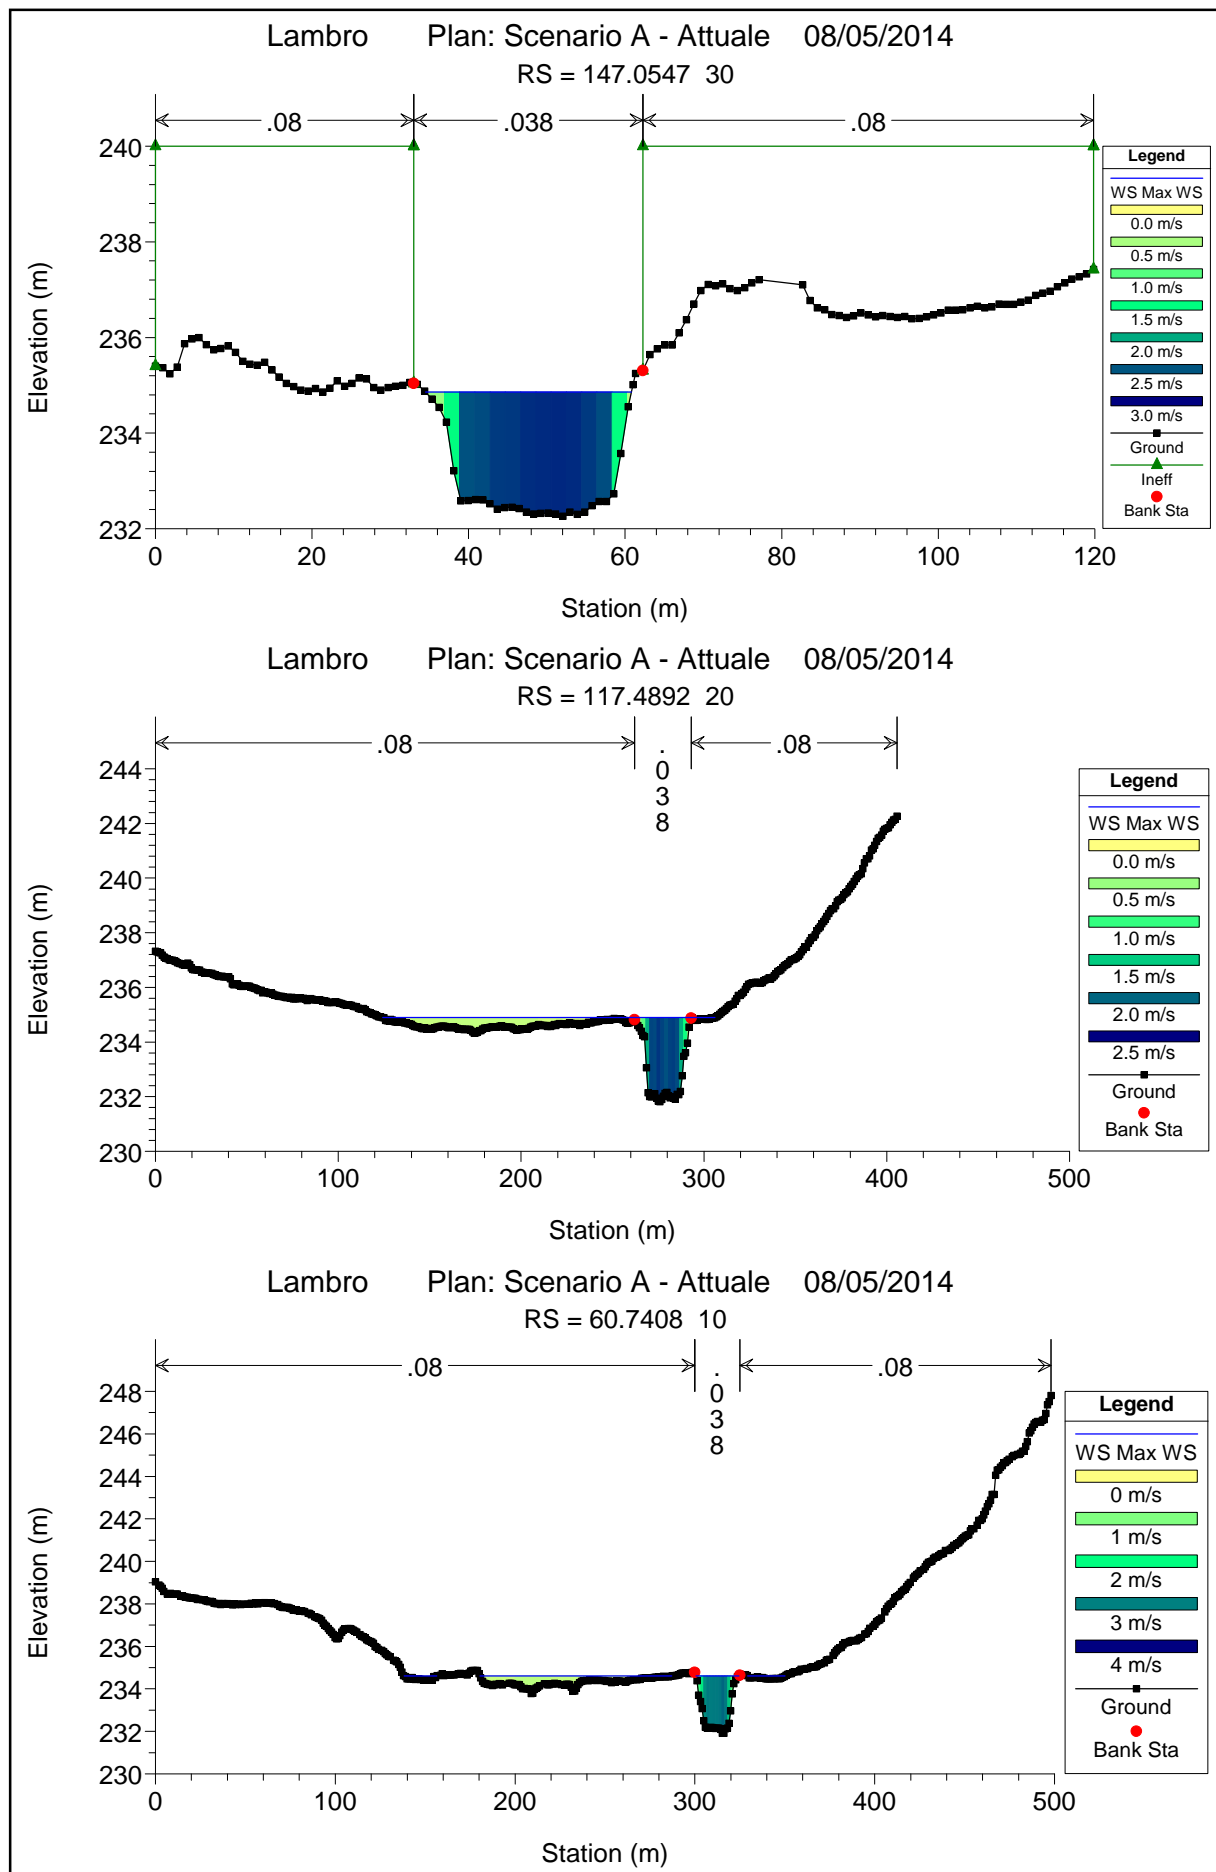 Lambro Plan: Scenario A - Attuale 08/05/2014
RS = 147.0547 30
.08 .038 .08
240
238
236
234
232
Elevation (m)
0 20 40 60 80 100 120
Station (m)
Legend
WS Max WS
0.0 m/s
0.5 m/s
1.0 m/s
1.5 m/s
2.0 m/s
2.5 m/s
3.0 m/s
Ground
Ineff
Bank Sta
Lambro Plan: Scenario A - Attuale 08/05/2014
RS = 117.4892 20
.08 .038 .08
244
242
240
238
236
234
232
230
Elevation (m)
0 100 200 300 400 500
Station (m)
Legend
WS Max WS
0.0 m/s
0.5 m/s
1.0 m/s
1.5 m/s
2.0 m/s
2.5 m/s
Ground
Bank Sta
Lambro Plan: Scenario A - Attuale 08/05/2014
RS = 60.7408 10
.08 .038 .08
248
246
244
242
240
238
236
234
232
230
Elevation (m)
0 100 200 300 400 500
Station (m)
Legend
WS Max WS
0 m/s
1 m/s
2 m/s
3 m/s
4 m/s
Ground
Bank Sta